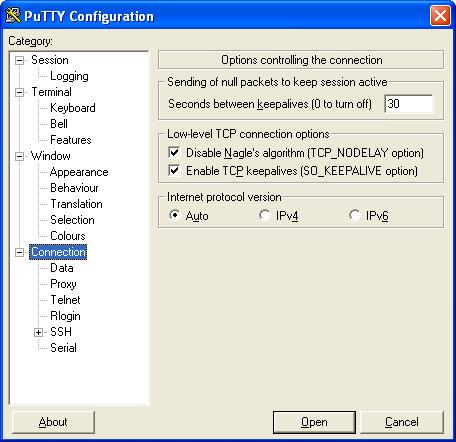 PuTTY Configuration
Category:
Session
Logging
Terminal
Keyboard
Bell
Features
Window
Appearance
Behaviour
Translation
Selection
Colours
Connection
Data
Proxy
Telnet
Rlogin
SSH
Serial
Options controlling the connection
Sending of null packets to keep session active
Seconds between keepalives (0 to turn off)
30
Low-level TCP connection options
Disable Nagle's algorithm (TCP_NODELAY option)
Enable TCP keepalives (SO_KEEPALIVE option)
Internet protocol version
Auto IPv4 IPv6
About Open Cancel